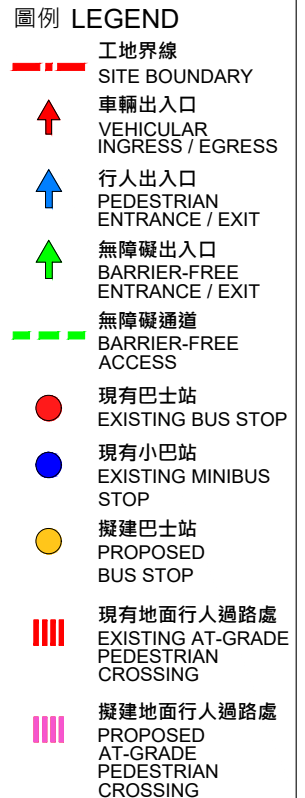 圖例 LEGEND
工地界線
SITE BOUNDARY
車輛出入口
VEHICULAR
INGRESS / EGRESS
行人出入口
PEDESTRIAN
ENTRANCE / EXIT
無障礙出入口
BARRIER-FREE
ENTRANCE / EXIT
無障礙通道
BARRIER-FREE
ACCESS
現有巴士站
EXISTING BUS STOP
現有小巴站
EXISTING MINIBUS
STOP
擬建巴士站
PROPOSED
BUS STOP
現有地面行人過路處
EXISTING AT-GRADE
PEDESTRIAN
CROSSING
擬建地面行人過路處
PROPOSED
AT-GRADE
PEDESTRIAN
CROSSING